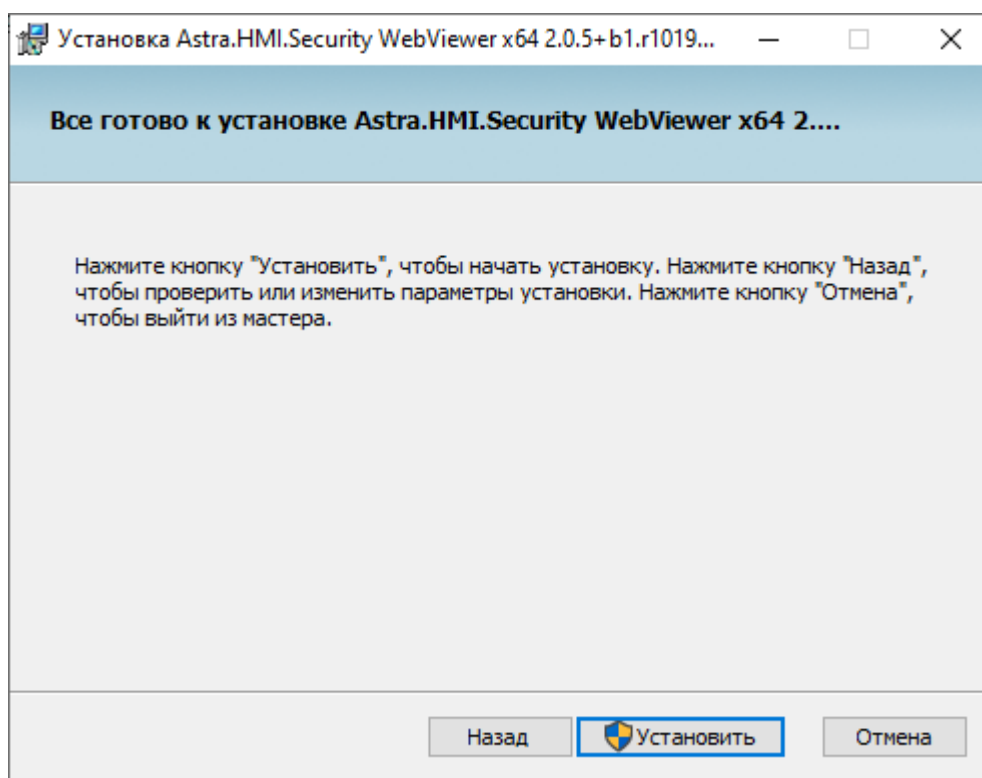 Установка Astra.HMI.Security WebViewer x64 2.0.5+b1.r1019...
Все готово к установке Astra.HMI.Security WebViewer x64 2....
Нажмите кнопку "Установить", чтобы начать установку. Нажмите кнопку "Назад",
чтобы проверить или изменить параметры установки. Нажмите кнопку "Отмена",
чтобы выйти из мастера.
Назад Установить Отмена